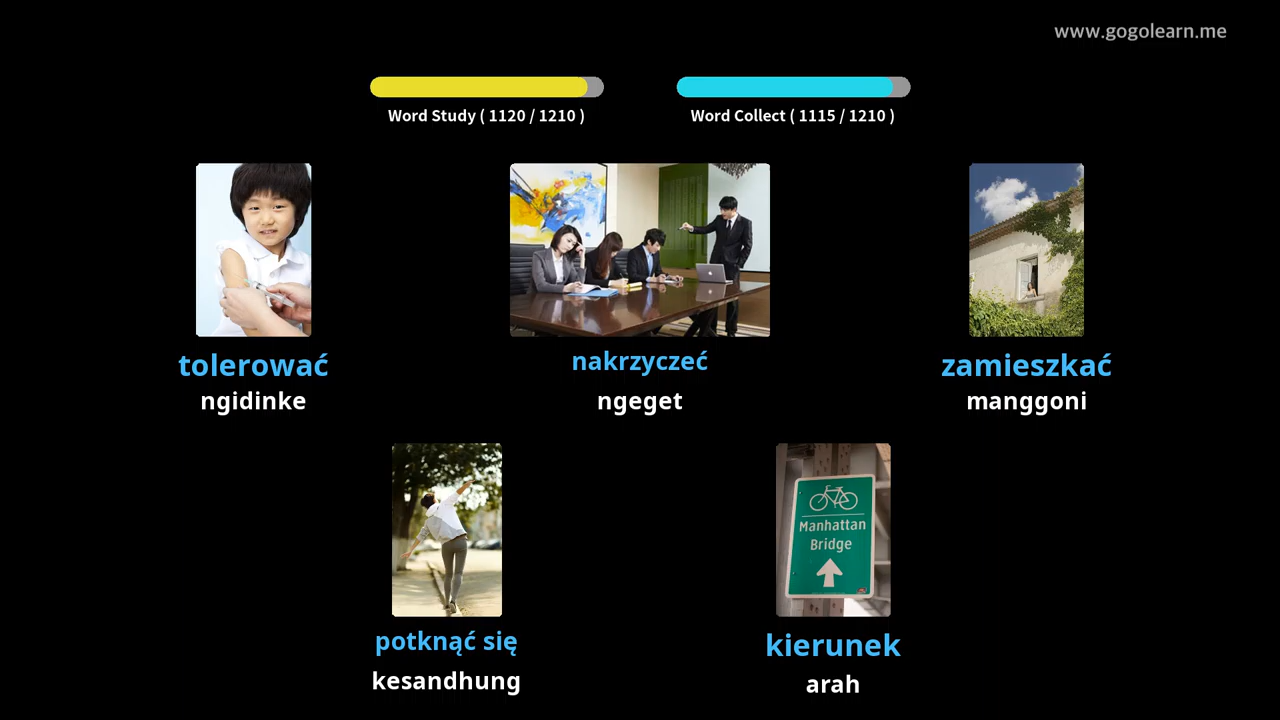 www.gogolearn.me
Word Study ( 1120 / 1210 )
Word Collect ( 1115 / 1210 )
tolerować
ngidinke
nakrzyczeć
ngeget
zamieszkać
manggoni
potknąć się
kesandhung
Manhattan
Bridge
kierunek
arah